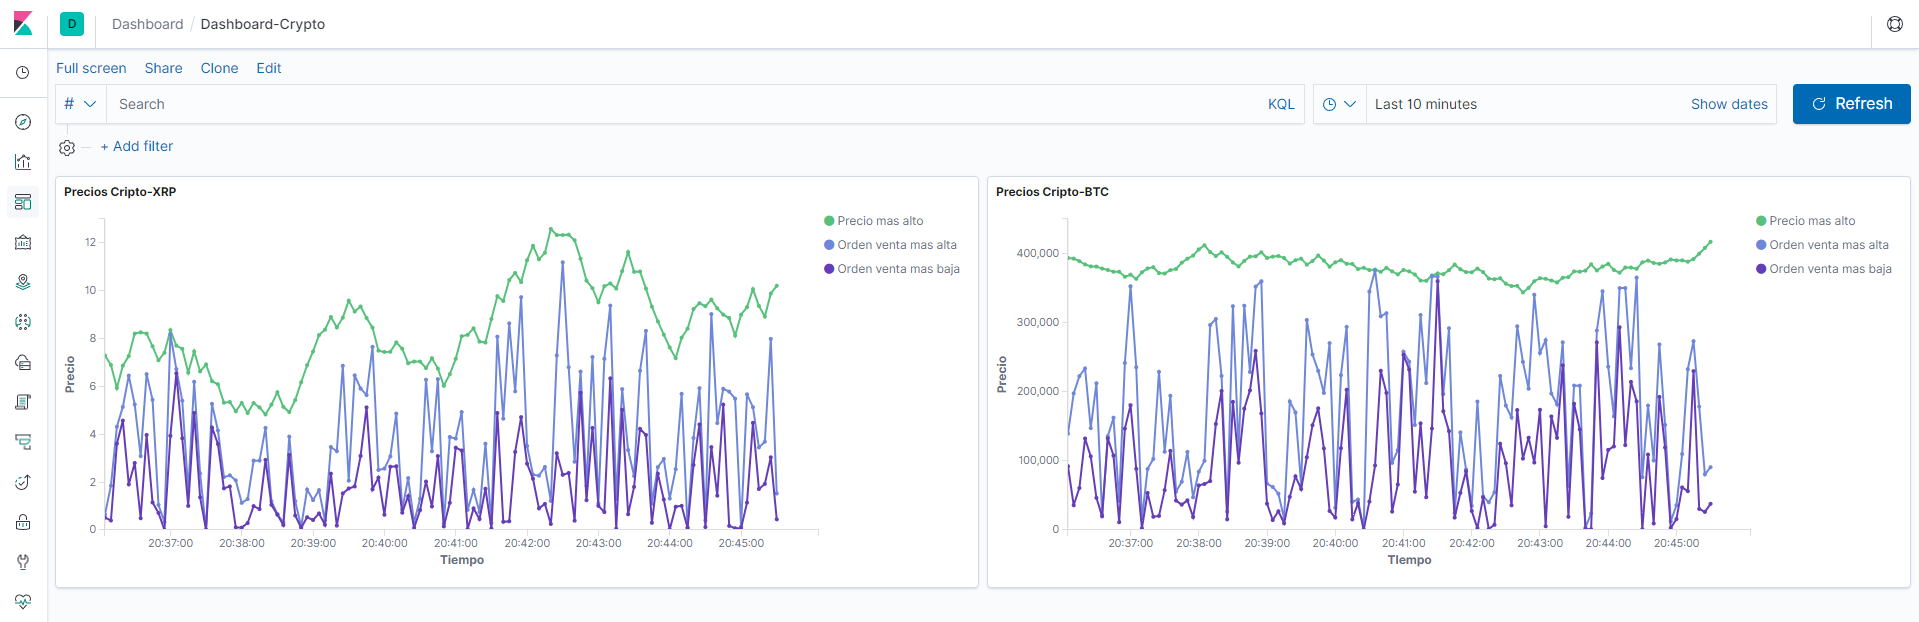 D Dashboard / Dashboard-Crypto
Full screen Share Clone Edit
# Search KQL Last 10 minutes Show dates Refresh
+ Add filter
Precios Cripto-XRP
Precio mas alto
Orden venta mas alta
Orden venta mas baja
Precio
12
10
8
6
4
2
0
20:37:00 20:38:00 20:39:00 20:40:00 20:41:00 20:42:00 20:43:00 20:44:00 20:45:00
Tiempo
Precios Cripto-BTC
Precio mas alto
Orden venta mas alta
Orden venta mas baja
Precio
400,000
300,000
200,000
100,000
0
20:37:00 20:38:00 20:39:00 20:40:00 20:41:00 20:42:00 20:43:00 20:44:00 20:45:00
TIempo